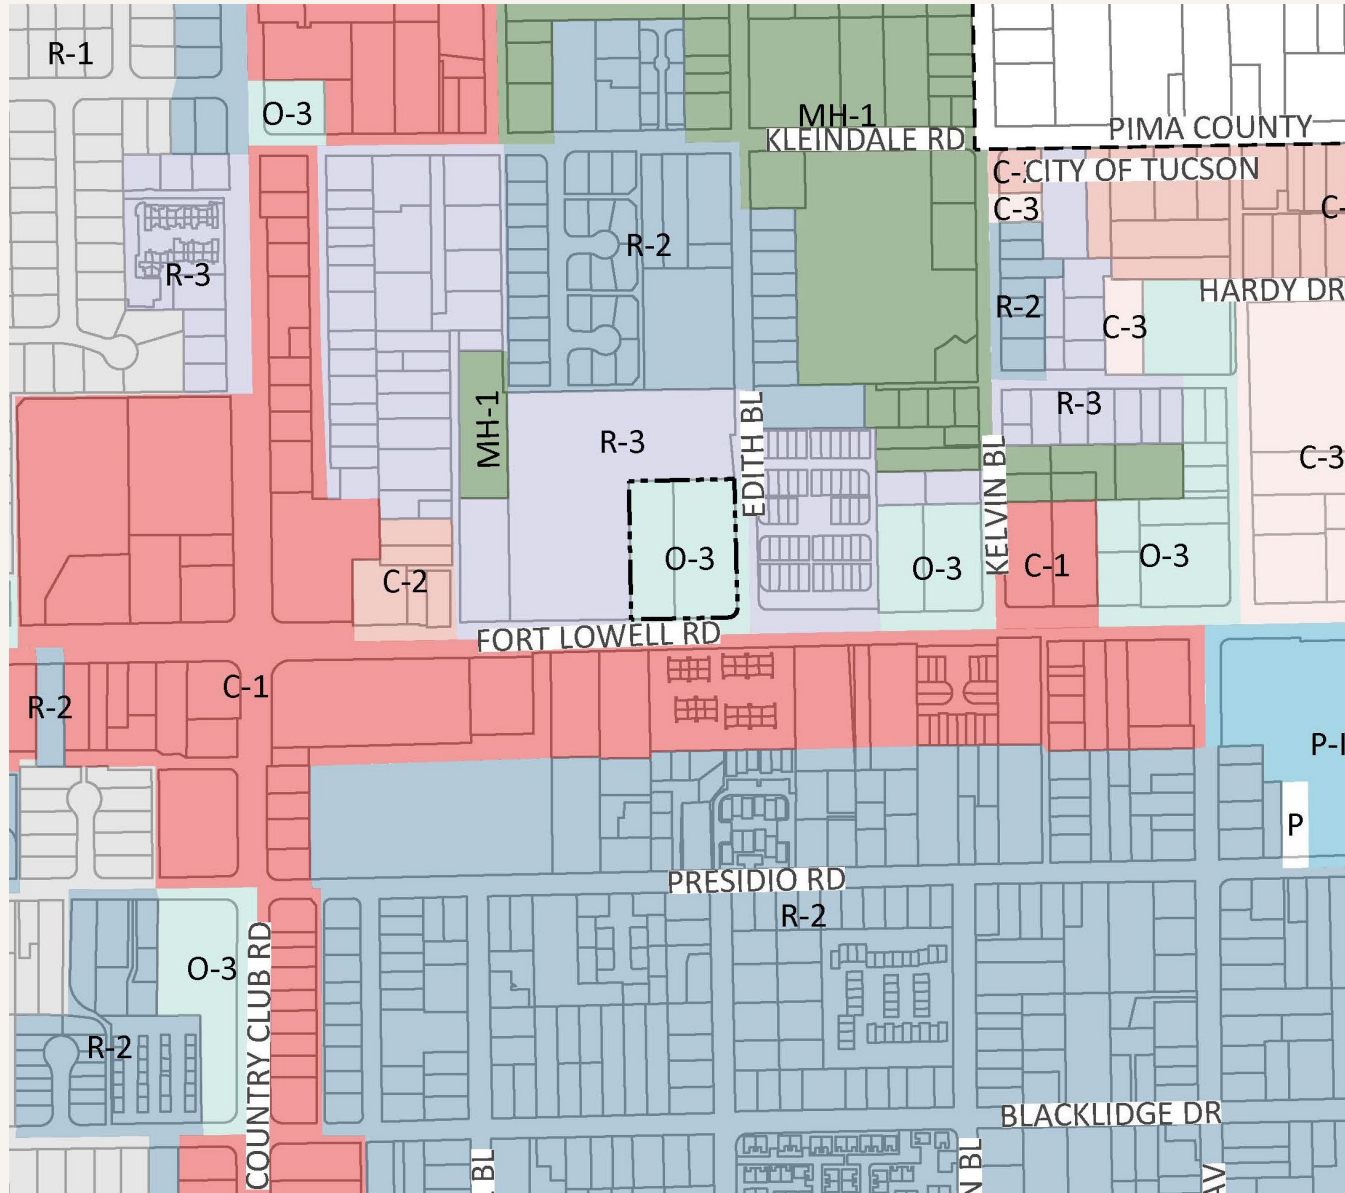 R-1
O-3
MH-1
KLEINDALE RD
PIMA COUNTY
CITY OF TUCSON
C-
C-3
C-
R-3
R-2
R-2
HARDY DR
C-3
MH-1
R-3
EDITH BL
R-3
KELVIN BL
C-3
C-2
O-3
O-3
C-1
O-3
FORT LOWELL RD
R-2
C-1
P-I
P
PRESIDIO RD
R-2
O-3
COUNTRY CLUB RD
R-2
BLACKLIDGE DR
BL
N BL
AV